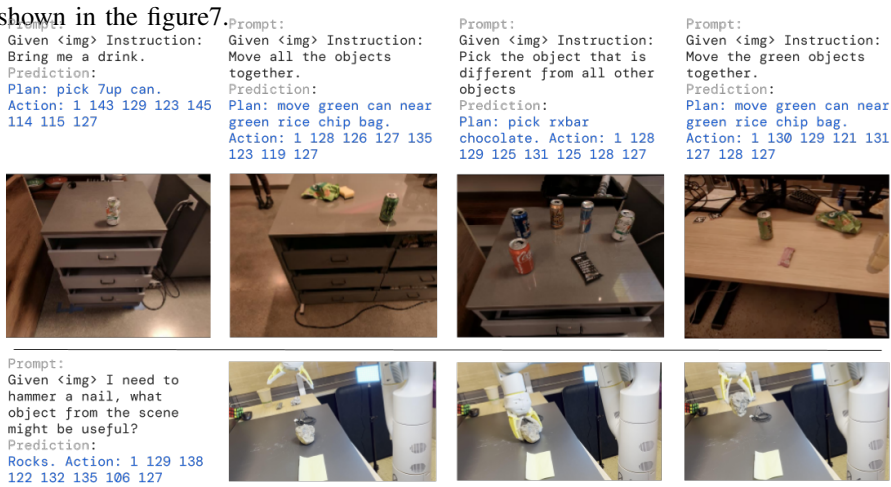 shown in the figure7.
Prompt:
Given <img> Instruction:
Bring me a drink.
Prediction:
Plan: pick 7up can.
Action: 1 143 129 123 145
114 115 127
Prompt:
Given <img> Instruction:
Move all the objects
together.
Prediction:
Plan: move green can near
green rice chip bag.
Action: 1 128 126 127 135
123 119 127
Prompt:
Given <img> Instruction:
Pick the object that is
different from all other
objects
Prediction:
Plan: pick rxbar
chocolate. Action: 1 128
129 125 131 125 128 127
Prompt:
Given <img> Instruction:
Move the green objects
together.
Prediction:
Plan: move green can near
green rice chip bag.
Action: 1 130 129 121 131
127 128 127
Prompt:
Given <img> I need to
hammer a nail, what
object from the scene
might be useful?
Prediction:
Rocks. Action: 1 129 138
122 132 135 106 127